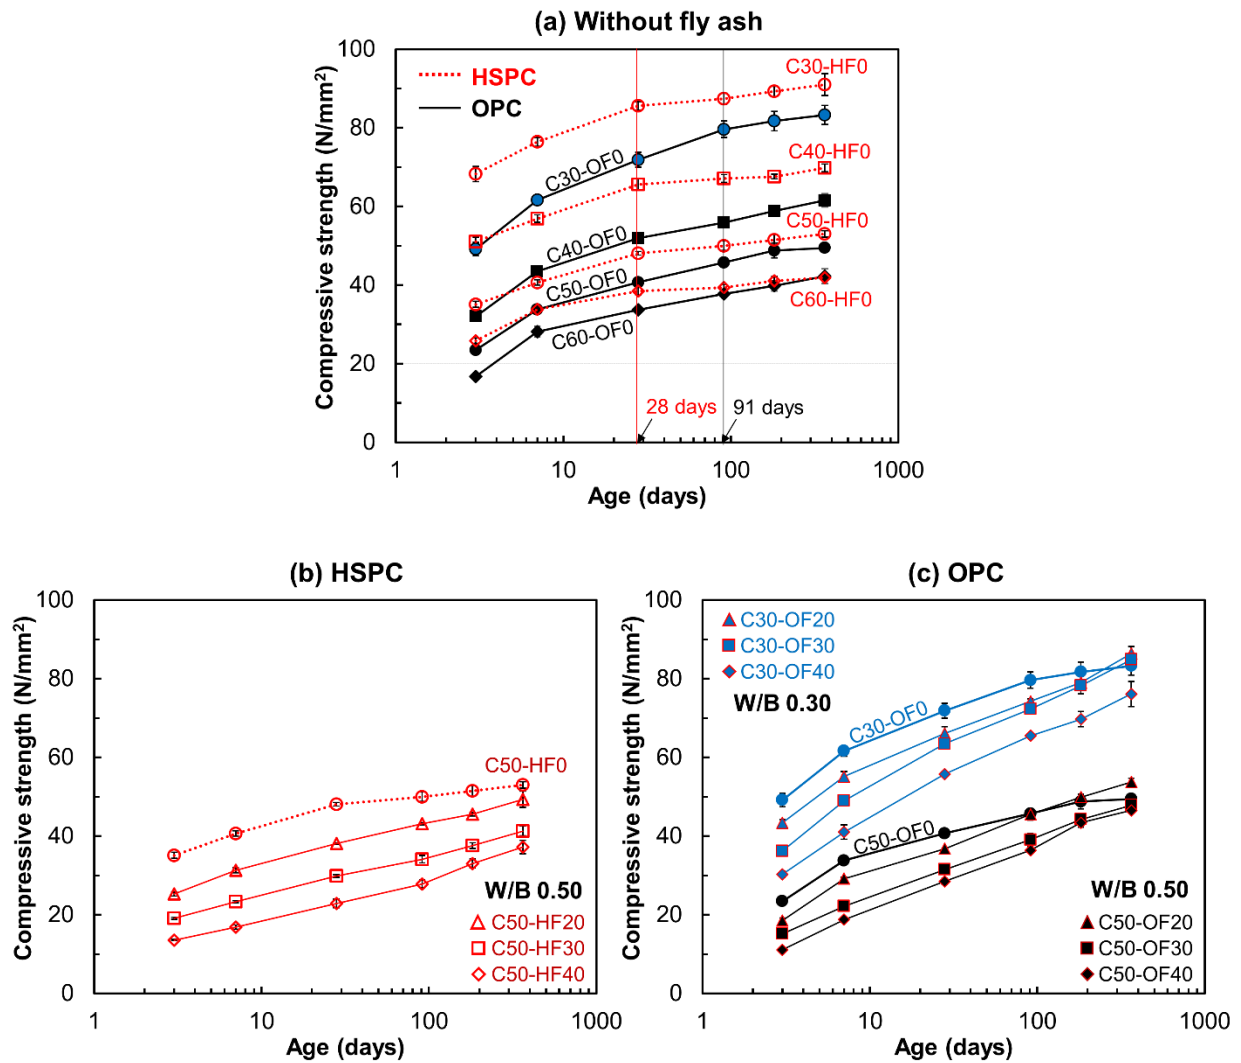 (a) Without fly ash
Compressive strength (N/mm²)
100
80
60
40
20
0
HSPC
OPC
C30-HF0
C30-OF0
C40-HF0
C40-OF0
C50-HF0
C50-OF0
C60-HF0
C60-OF0
28 days
91 days
1
10
100
1000
Age (days)
(b) HSPC
Compressive strength (N/mm²)
100
80
60
40
20
0
C50-HF0
W/B 0.50
C50-HF20
C50-HF30
C50-HF40
1
10
100
1000
Age (days)
(c) OPC
Compressive strength (N/mm²)
100
80
60
40
20
0
C30-OF20
C30-OF30
C30-OF40
W/B 0.30
C30-OF0
C50-OF0
W/B 0.50
C50-OF20
C50-OF30
C50-OF40
1
10
100
1000
Age (days)